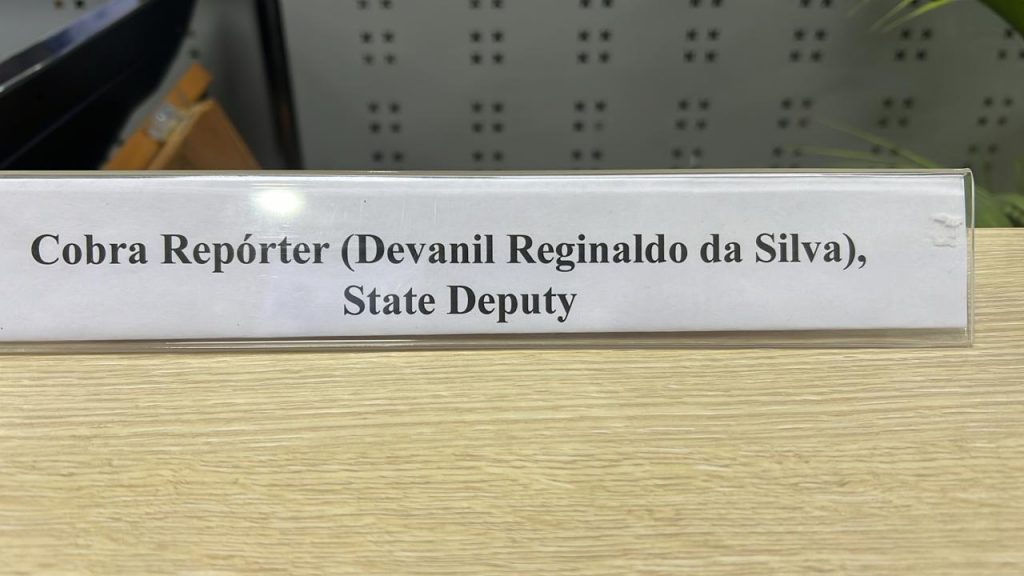 Cobra Repórter (Devanil Reginaldo da Silva),
State Deputy